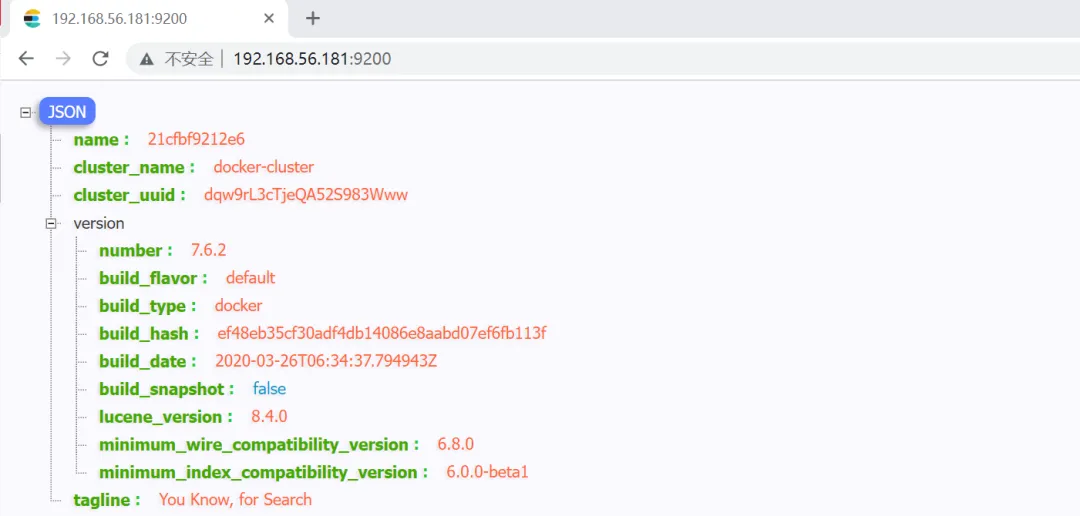 192.168.56.181:9200
不安全 192.168.56.181:9200
JSON
name : 21cfbf9212e6
cluster_name : docker-cluster
cluster_uuid : dqw9rL3cTjeQA52S983Www
version
number : 7.6.2
build_flavor : default
build_type : docker
build_hash : ef48eb35cf30adf4db14086e8aabd07ef6fb113f
build_date : 2020-03-26T06:34:37.794943Z
build_snapshot : false
lucene_version : 8.4.0
minimum_wire_compatibility_version : 6.8.0
minimum_index_compatibility_version : 6.0.0-beta1
tagline : You Know, for Search